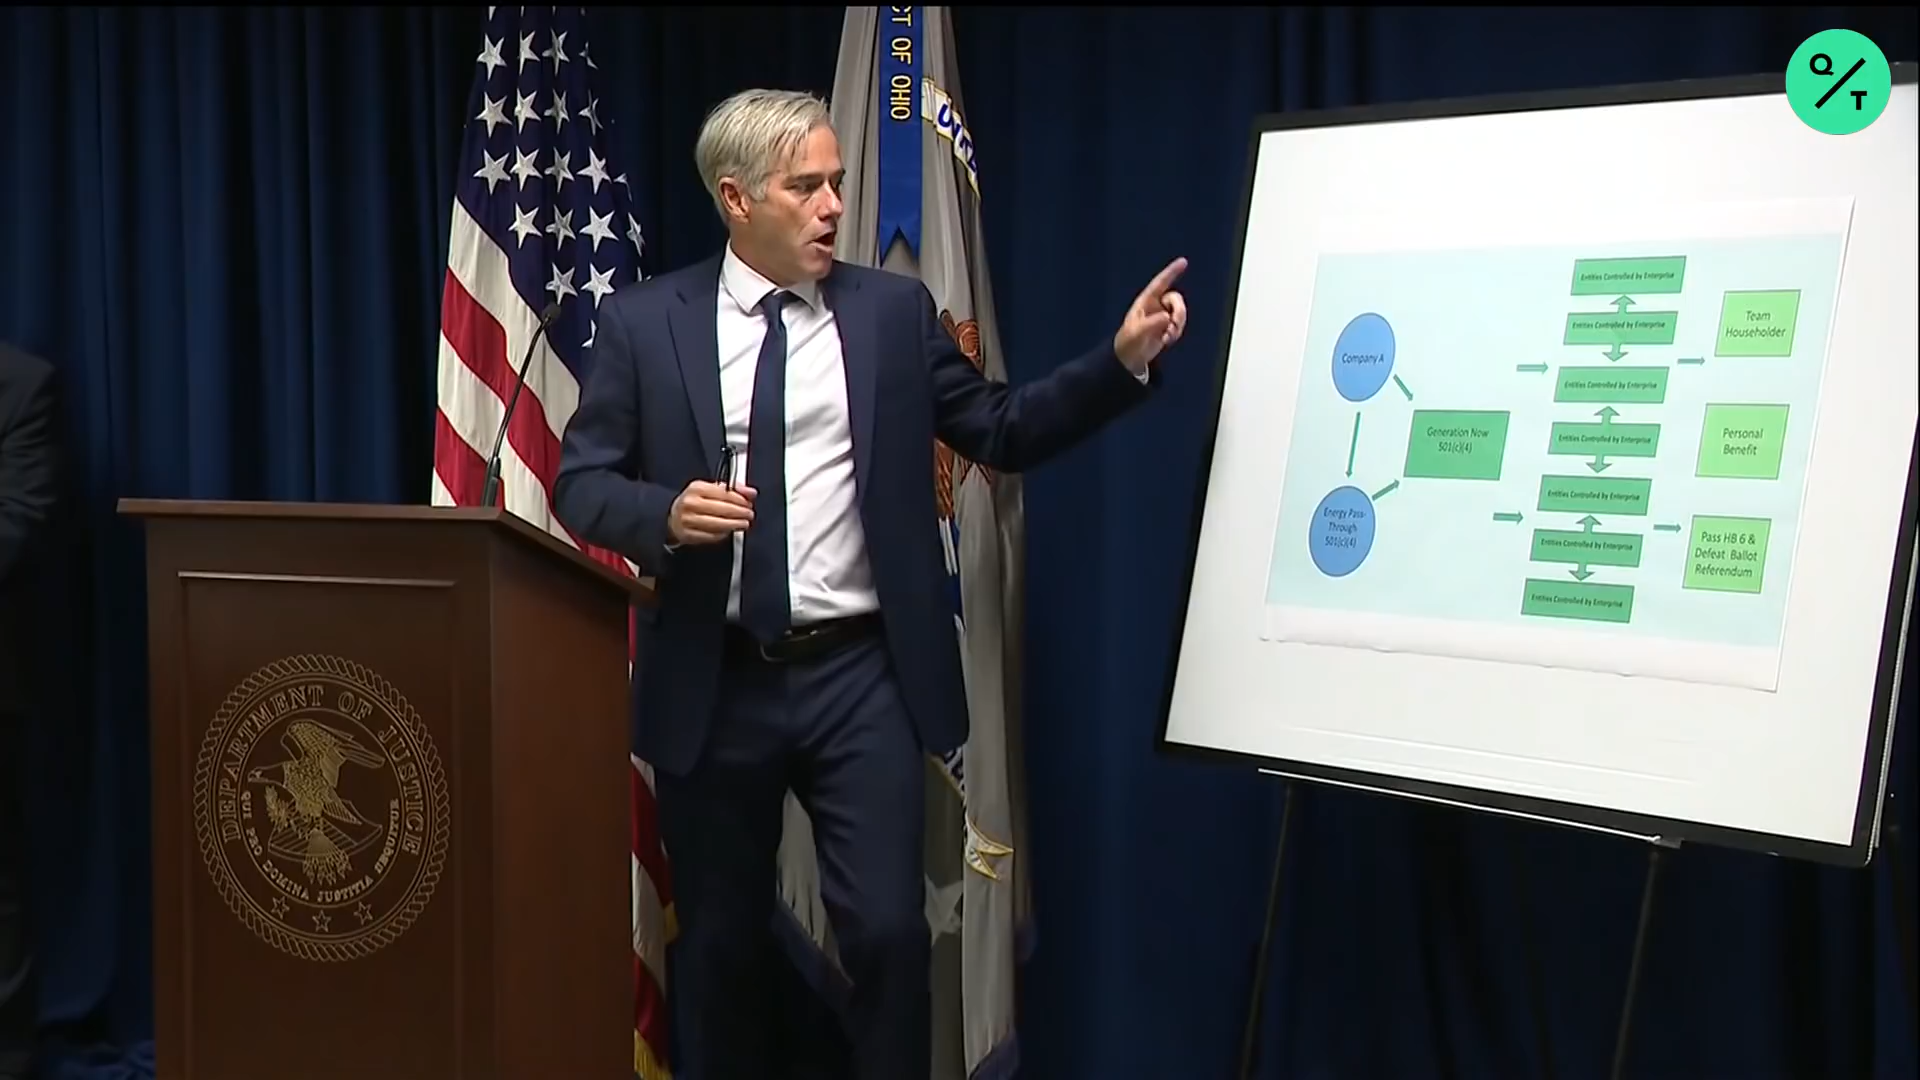 CT OF OHIO
UNITE
Q/T
Entities Controlled by Enterprise
Entities Controlled by Enterprise
Team
Householder
Company A
Entities Controlled by Enterprise
Generation Now
501(c)(4)
Entities Controlled by Enterprise
Personal
Benefit
Entities Controlled by Enterprise
Energy Pass-
Through
501(c)(4)
Entities Controlled by Enterprise
Pass HB 6 &
Defeat Ballot
Referendum
Entities Controlled by Enterprise
DEPARTMENT OF JUSTICE
QUI PRO DOMINA JUSTITIA SEQUITUR